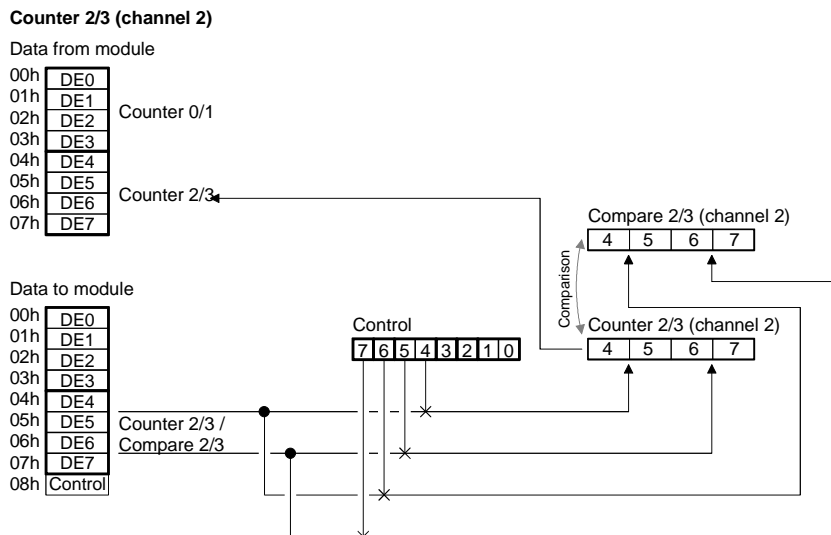 Counter 2/3 (channel 2)
Data from module
00h DE0
01h DE1
02h DE2
03h DE3
04h DE4
05h DE5
06h DE6
07h DE7
Counter 0/1
Counter 2/3
Compare 2/3 (channel 2)
4 5 6 7
Comparison
Counter 2/3 (channel 2)
4 5 6 7
Data to module
00h DE0
01h DE1
02h DE2
03h DE3
04h DE4
05h DE5
06h DE6
07h DE7
08h Control
Counter 2/3 /
Compare 2/3
Control
7 6 5 4 3 2 1 0